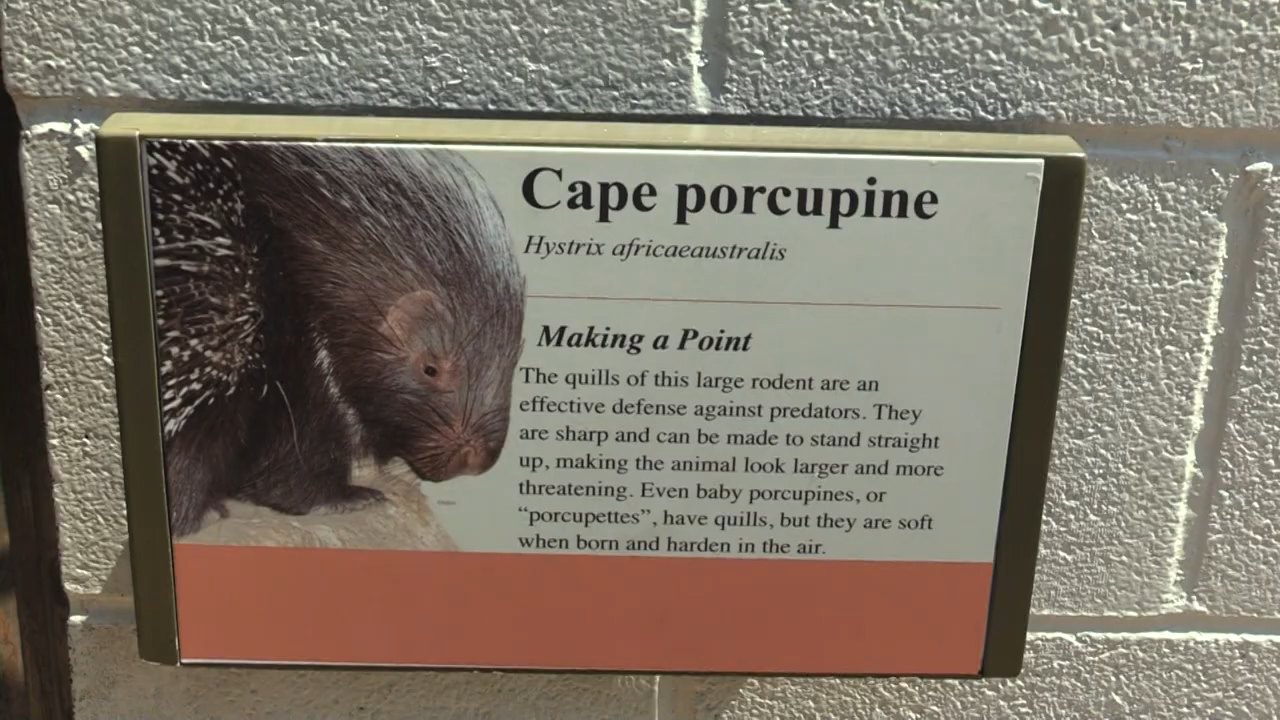 Cape porcupine
Hystrix africaeaustralis
Making a Point
The quills of this large rodent are an
effective defense against predators. They
are sharp and can be made to stand straight
up, making the animal look larger and more
threatening. Even baby porcupines, or
“porcupettes”, have quills, but they are soft
when born and harden in the air.